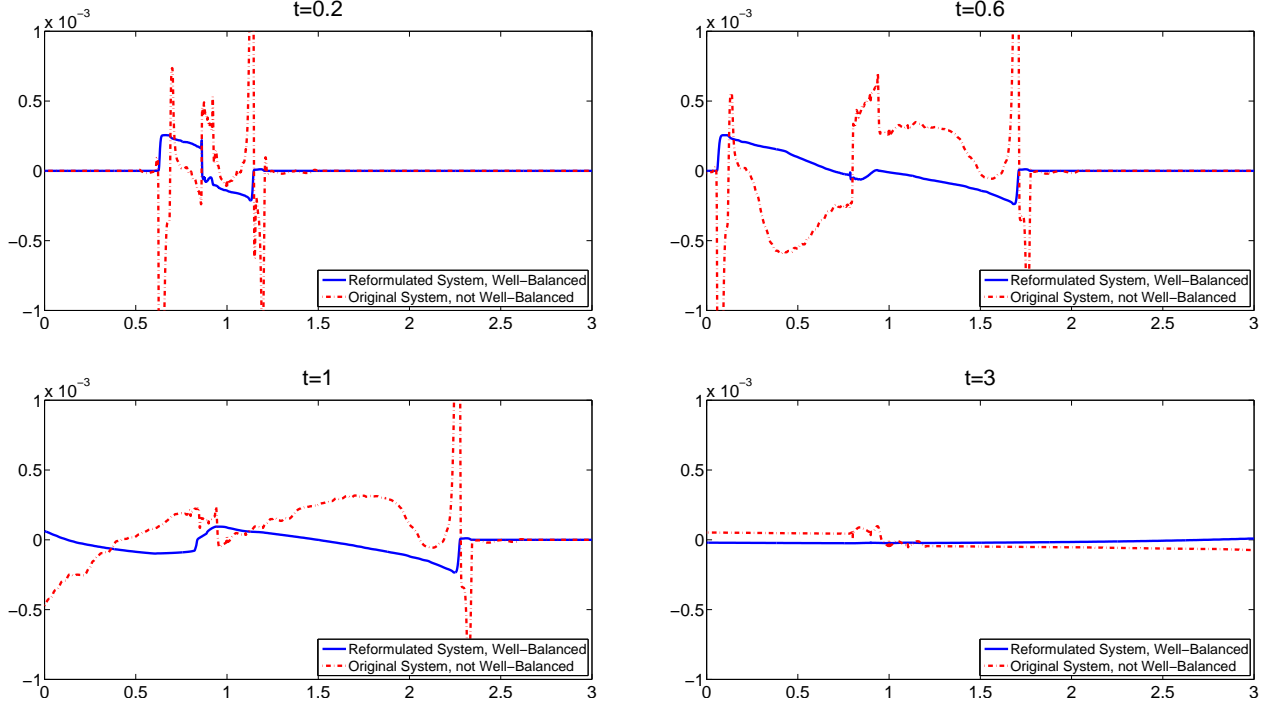 t=0.2
1 x 10⁻³
0.5
0
−0.5
−1
0 0.5 1 1.5 2 2.5 3
Reformulated System, Well−Balanced
Original System, not Well−Balanced
t=0.6
1 x 10⁻³
0.5
0
−0.5
−1
0 0.5 1 1.5 2 2.5 3
Reformulated System, Well−Balanced
Original System, not Well−Balanced
t=1
1 x 10⁻³
0.5
0
−0.5
−1
0 0.5 1 1.5 2 2.5 3
Reformulated System, Well−Balanced
Original System, not Well−Balanced
t=3
1 x 10⁻³
0.5
0
−0.5
−1
0 0.5 1 1.5 2 2.5 3
Reformulated System, Well−Balanced
Original System, not Well−Balanced